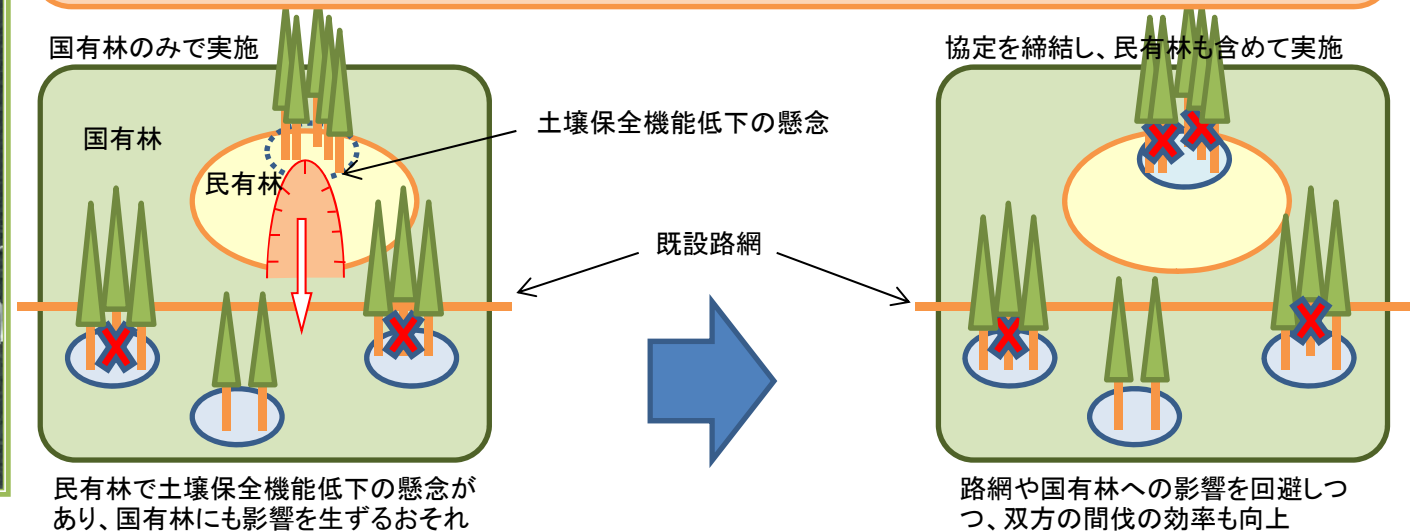 国有林のみで実施
協定を締結し、民有林も含めて実施
国有林
土壌保全機能低下の懸念
民有林
既設路網
民有林で土壌保全機能低下の懸念が
あり、国有林にも影響を生ずるおそれ
路網や国有林への影響を回避しつ
つ、双方の間伐の効率も向上